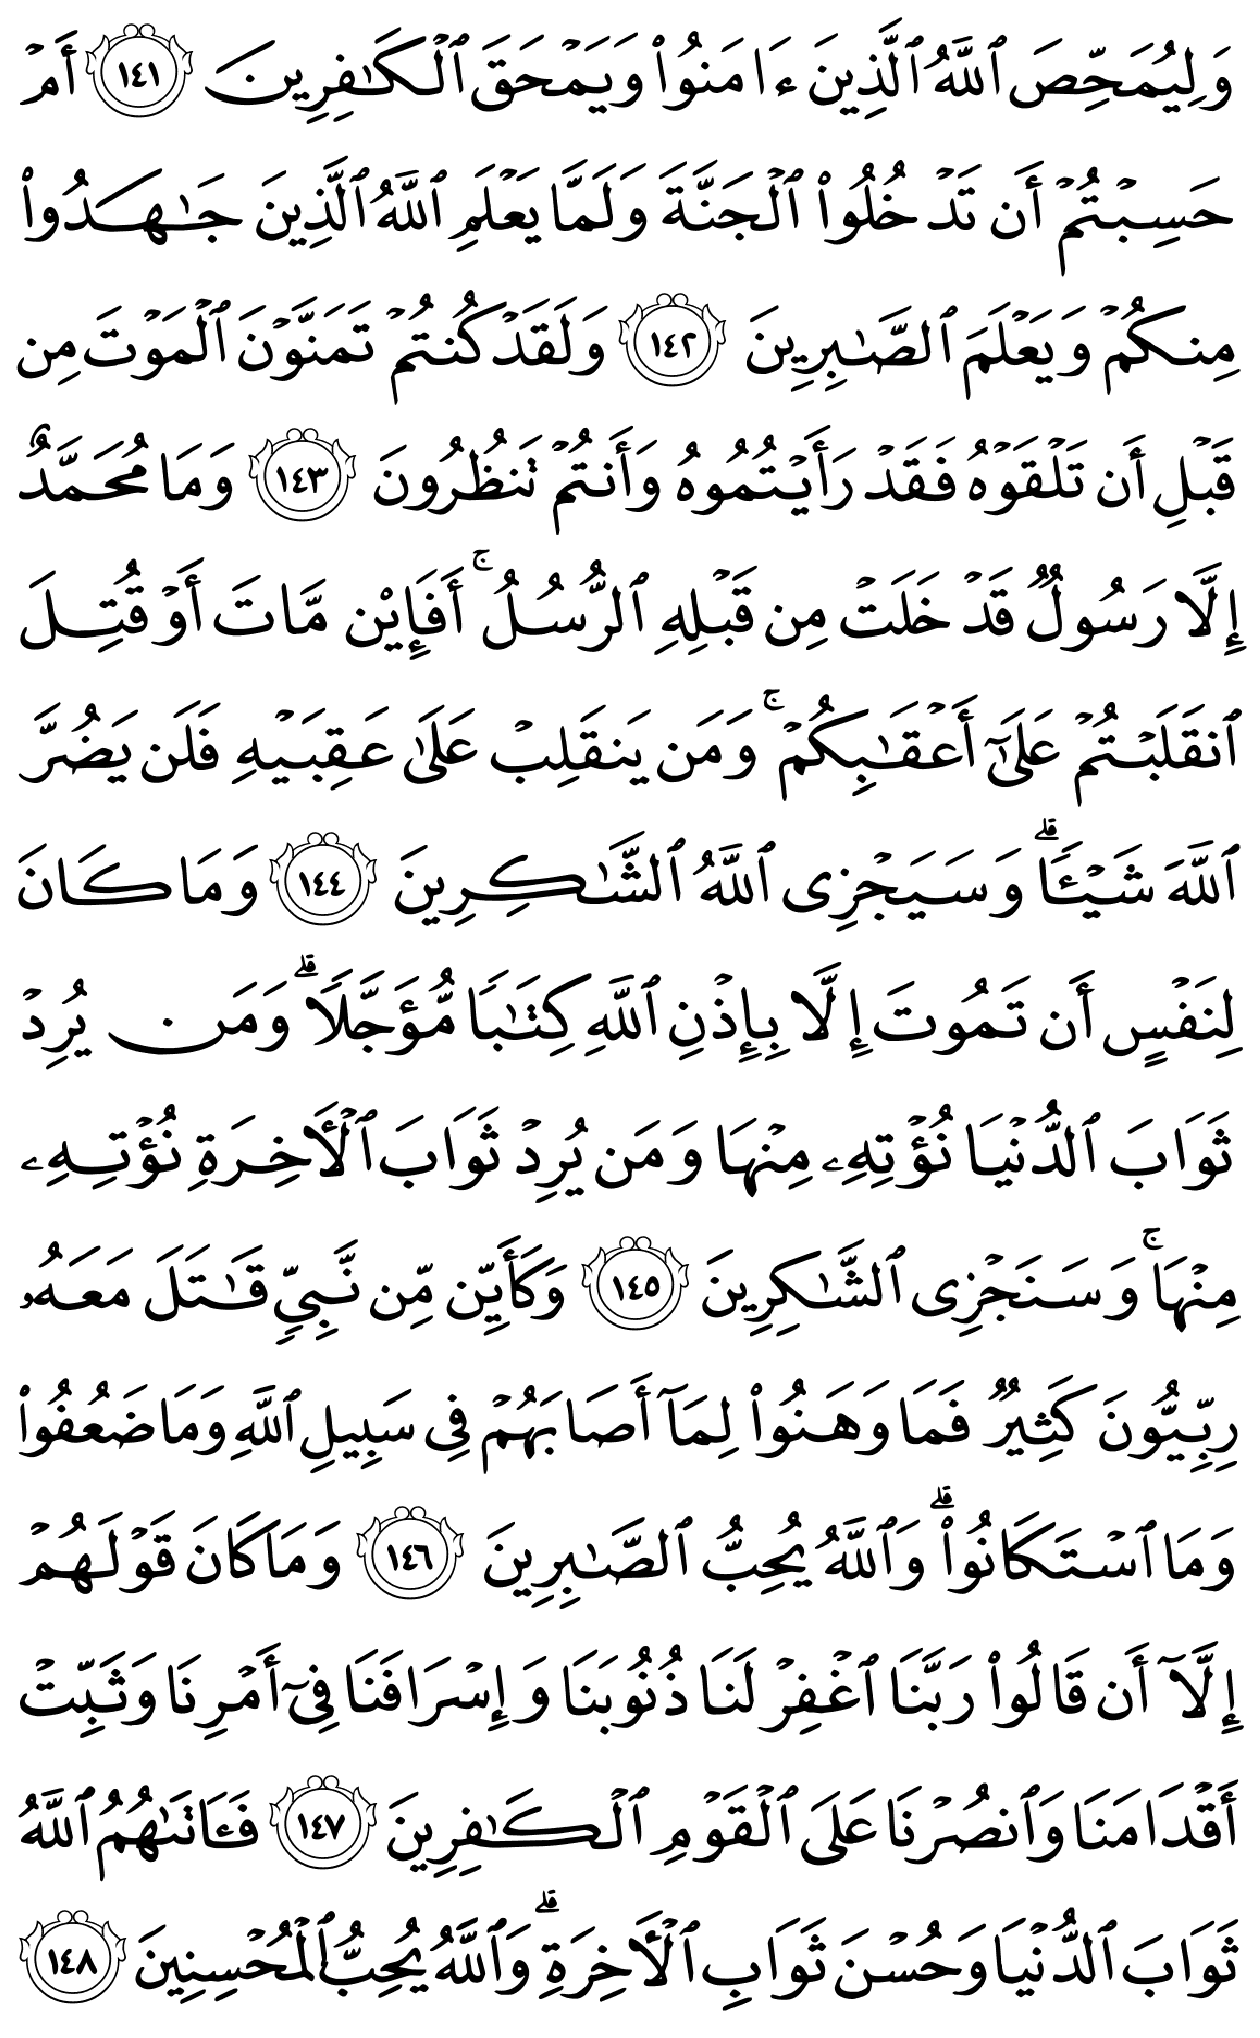 وَلِيُمَحِّصَ ٱللَّهُ ٱلَّذِينَ ءَامَنُوا۟ وَيَمْحَقَ ٱلْكَٰفِرِينَ ١٤١ أَمْ
حَسِبْتُمْ أَن تَدْخُلُوا۟ ٱلْجَنَّةَ وَلَمَّا يَعْلَمِ ٱللَّهُ ٱلَّذِينَ جَٰهَدُوا۟
مِنكُمْ وَيَعْلَمَ ٱلصَّٰبِرِينَ ١٤٢ وَلَقَدْ كُنتُمْ تَمَنَّوْنَ ٱلْمَوْتَ مِن
قَبْلِ أَن تَلْقَوْهُ فَقَدْ رَأَيْتُمُوهُ وَأَنتُمْ تَنظُرُونَ ١٤٣ وَمَا مُحَمَّدٌ
إِلَّا رَسُولٌ قَدْ خَلَتْ مِن قَبْلِهِ ٱلرُّسُلُ ۚ أَفَإِي۟ن مَّاتَ أَوْ قُتِلَ
ٱنقَلَبْتُمْ عَلَىٰٓ أَعْقَٰبِكُمْ ۚ وَمَن يَنقَلِبْ عَلَىٰ عَقِبَيْهِ فَلَن يَضُرَّ
ٱللَّهَ شَيْـًٔا ۗ وَسَيَجْزِى ٱللَّهُ ٱلشَّٰكِرِينَ ١٤٤ وَمَا كَانَ
لِنَفْسٍ أَن تَمُوتَ إِلَّا بِإِذْنِ ٱللَّهِ كِتَٰبًا مُّؤَجَّلًا ۗ وَمَن يُرِدْ
ثَوَابَ ٱلدُّنْيَا نُؤْتِهِۦ مِنْهَا وَمَن يُرِدْ ثَوَابَ ٱلْـَٔاخِرَةِ نُؤْتِهِۦ
مِنْهَا ۚ وَسَنَجْزِى ٱلشَّٰكِرِينَ ١٤٥ وَكَأَيِّن مِّن نَّبِىٍّ قَٰتَلَ مَعَهُۥ
رِبِّيُّونَ كَثِيرٌ فَمَا وَهَنُوا۟ لِمَآ أَصَابَهُمْ فِى سَبِيلِ ٱللَّهِ وَمَا ضَعُفُوا۟
وَمَا ٱسْتَكَانُوا۟ ۗ وَٱللَّهُ يُحِبُّ ٱلصَّٰبِرِينَ ١٤٦ وَمَا كَانَ قَوْلَهُمْ
إِلَّآ أَن قَالُوا۟ رَبَّنَا ٱغْفِرْ لَنَا ذُنُوبَنَا وَإِسْرَافَنَا فِىٓ أَمْرِنَا وَثَبِّتْ
أَقْدَامَنَا وَٱنصُرْنَا عَلَى ٱلْقَوْمِ ٱلْكَٰفِرِينَ ١٤٧ فَـَٔاتَىٰهُمُ ٱللَّهُ
ثَوَابَ ٱلدُّنْيَا وَحُسْنَ ثَوَابِ ٱلْـَٔاخِرَةِ ۗ وَٱللَّهُ يُحِبُّ ٱلْمُحْسِنِينَ ١٤٨